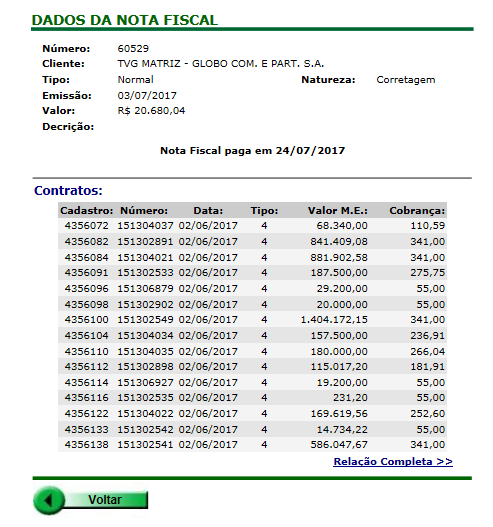 DADOS DA NOTA FISCAL
Número: 60529
Cliente: TVG MATRIZ - GLOBO COM. E PART. S.A.
Tipo: Normal Natureza: Corretagem
Emissão: 03/07/2017
Valor: R$ 20.680,04
Decrição:
Nota Fiscal paga em 24/07/2017
Contratos:
Cadastro: Número: Data: Tipo: Valor M.E.: Cobrança:
4356072 151304037 02/06/2017 4 68.340,00 110,59
4356082 151302891 02/06/2017 4 841.409,08 341,00
4356084 151304021 02/06/2017 4 881.902,58 341,00
4356091 151302533 02/06/2017 4 187.500,00 275,75
4356096 151306879 02/06/2017 4 29.200,00 55,00
4356098 151302902 02/06/2017 4 20.000,00 55,00
4356100 151302549 02/06/2017 4 1.404.172,15 341,00
4356104 151304034 02/06/2017 4 157.500,00 236,91
4356110 151304035 02/06/2017 4 180.000,00 266,04
4356112 151302898 02/06/2017 4 115.017,20 181,91
4356114 151306927 02/06/2017 4 19.200,00 55,00
4356116 151302535 02/06/2017 4 231,20 55,00
4356122 151304022 02/06/2017 4 169.619,56 252,60
4356133 151302542 02/06/2017 4 14.734,22 55,00
4356138 151302541 02/06/2017 4 586.047,67 341,00
Relação Completa >>
Voltar